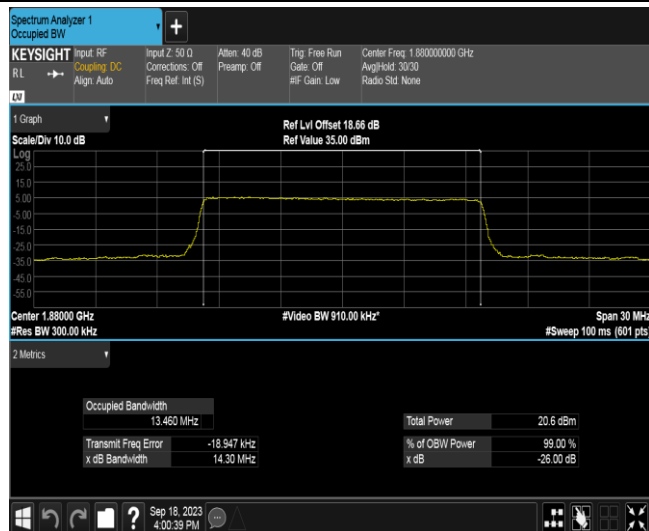 Spectrum Analyzer 1
Occupied BW
+
KEYSIGHT Input: RF Input Z: 50 Ω Atten: 40 dB Trig: Free Run Center Freq: 1.880000000 GHz
RL Coupling: DC Corrections: Off Preamp: Off Gate: Off Avg|Hold: 30/30
Align: Auto Freq Ref: Int (S) #IF Gain: Low Radio Std: None
1 Graph
Ref Lvl Offset 18.66 dB
Scale/Div 10.0 dB Ref Value 35.00 dBm
Log
25.0
15.0
5.00
-5.00
-15.0
-25.0
-35.0
-45.0
-55.0
Center 1.88000 GHz #Video BW 910.00 kHz* Span 30 MHz
#Res BW 300.00 kHz #Sweep 100 ms (601 pts)
2 Metrics
Occupied Bandwidth
13.460 MHz Total Power 20.6 dBm
Transmit Freq Error -18.947 kHz % of OBW Power 99.00 %
x dB Bandwidth 14.30 MHz x dB -26.00 dB
? Sep 18, 2023
4:00:39 PM